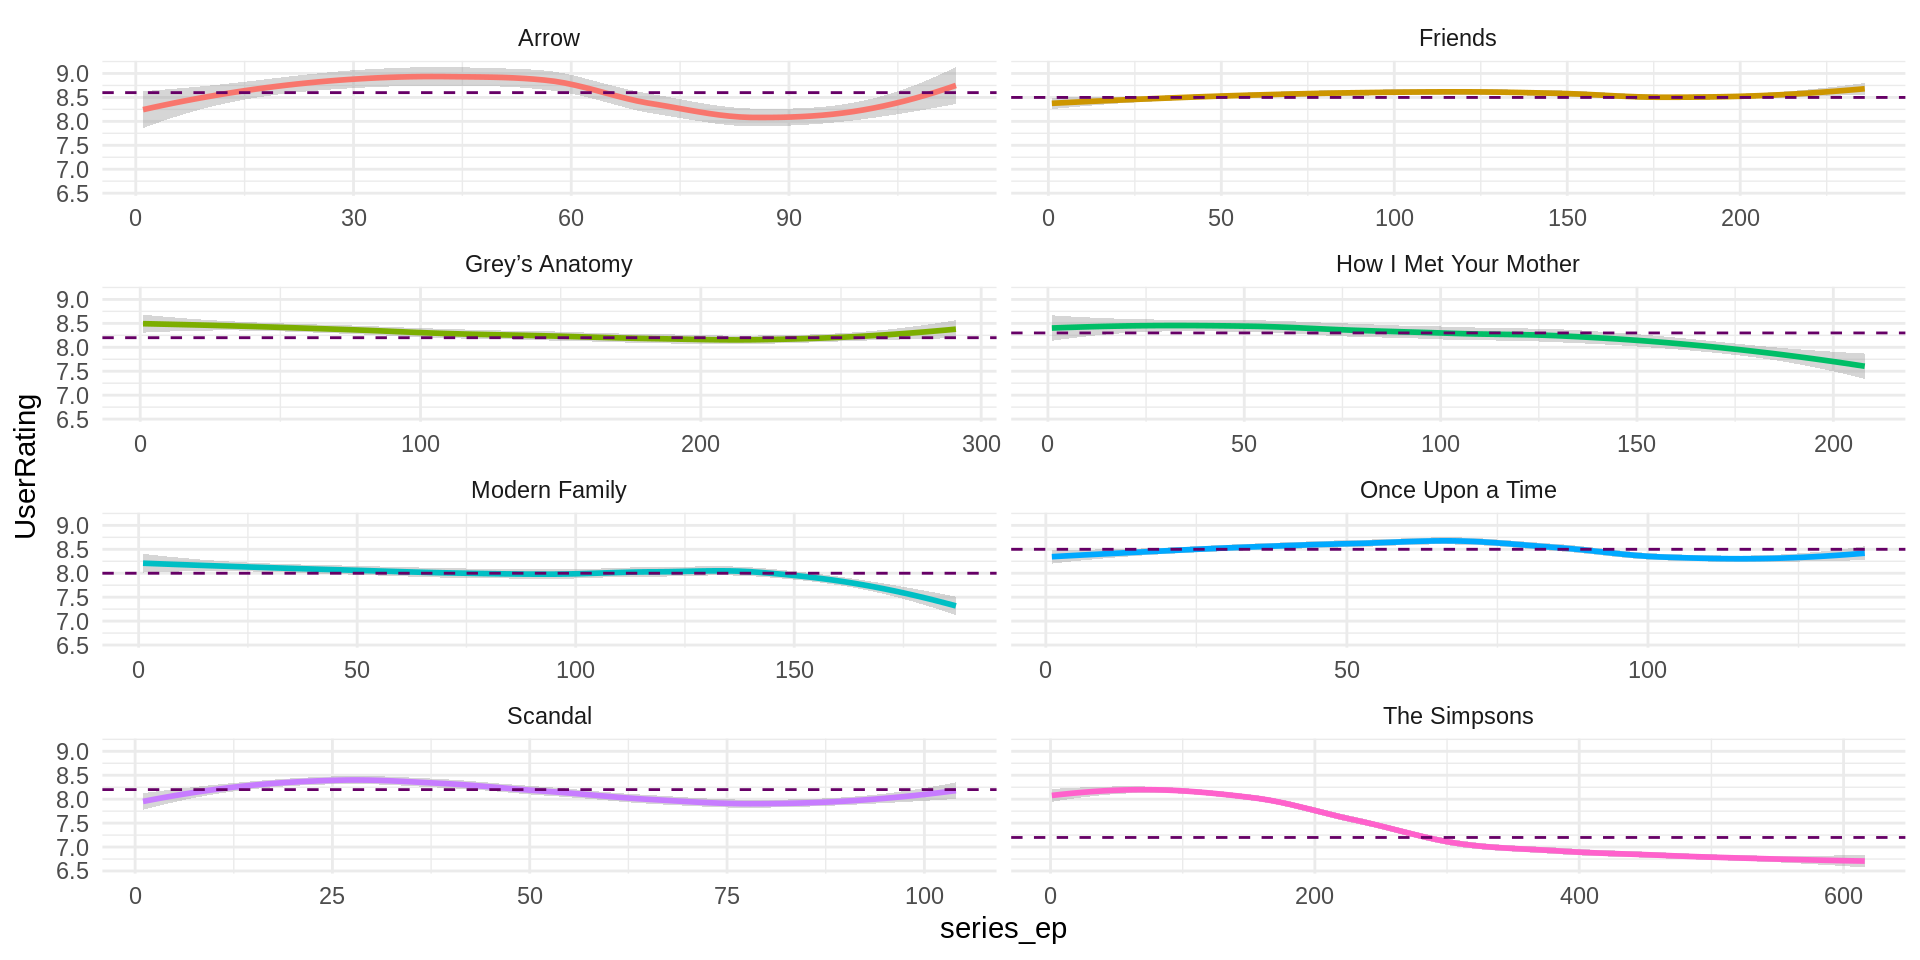 Arrow
Friends
9.0
8.5
8.0
7.5
7.0
6.5
0 30 60 90
0 50 100 150 200
Grey’s Anatomy
How I Met Your Mother
9.0
8.5
8.0
7.5
7.0
6.5
0 100 200 300
0 50 100 150 200
UserRating
Modern Family
Once Upon a Time
9.0
8.5
8.0
7.5
7.0
6.5
0 50 100 150
0 50 100
Scandal
The Simpsons
9.0
8.5
8.0
7.5
7.0
6.5
0 25 50 75 100
0 200 400 600
series_ep